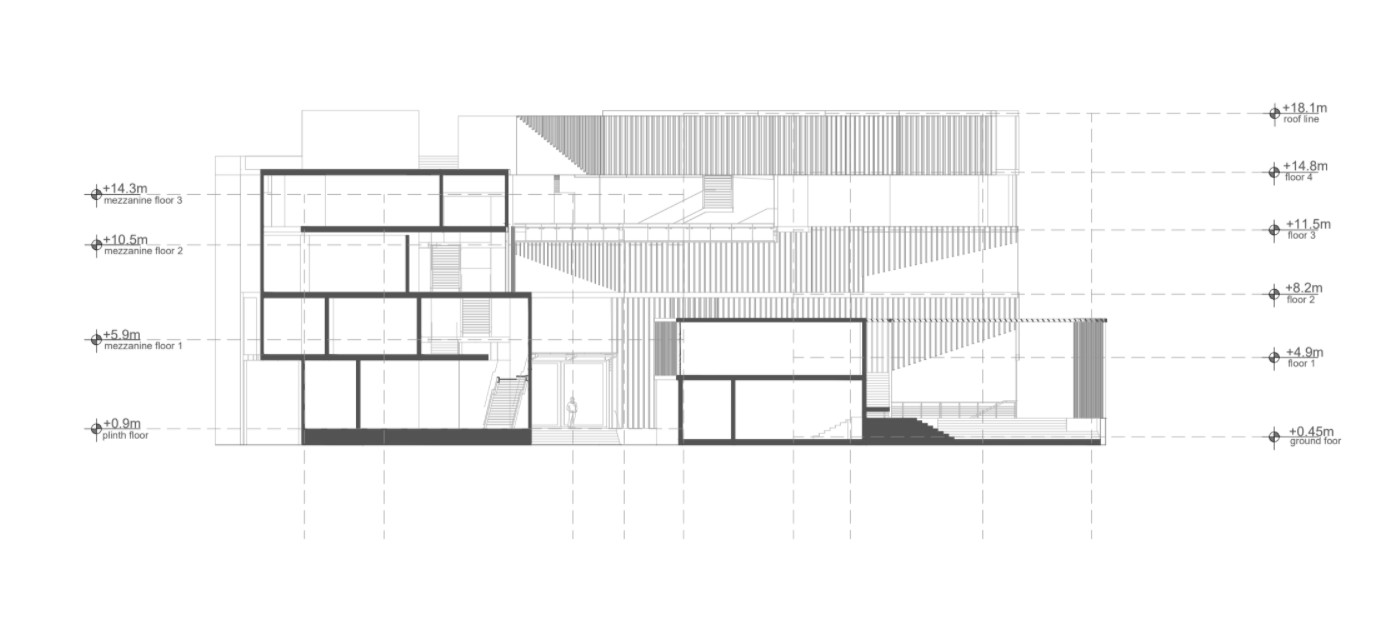 +18.1m
roof line
+14.8m
floor 4
+14.3m
mezzanine floor 3
+11.5m
floor 3
+10.5m
mezzanine floor 2
+8.2m
floor 2
+5.9m
mezzanine floor 1
+4.9m
floor 1
+0.9m
plinth floor
+0.45m
ground foor